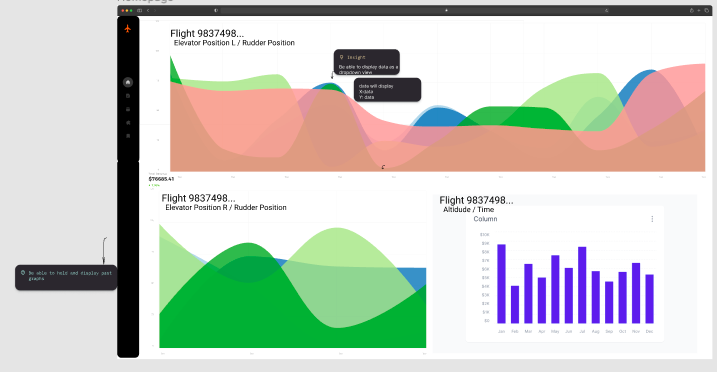 Homepage
Flight 9837498...
Elevator Position L / Rudder Position
Insight
Be able to display data as a
dropdown view
data will display
X:data
Y: data
$76685.41
Flight 9837498...
Elevator Position R / Rudder Position
Flight 9837498...
Altidude / Time
Column
$100
$90
$80
$70
$60
$50
$40
$30
$20
$10
$0
Jan Feb Mar Apr May Jun Jul Aug Sep Oct Nov Dec
Be able to hold and display past
graphs